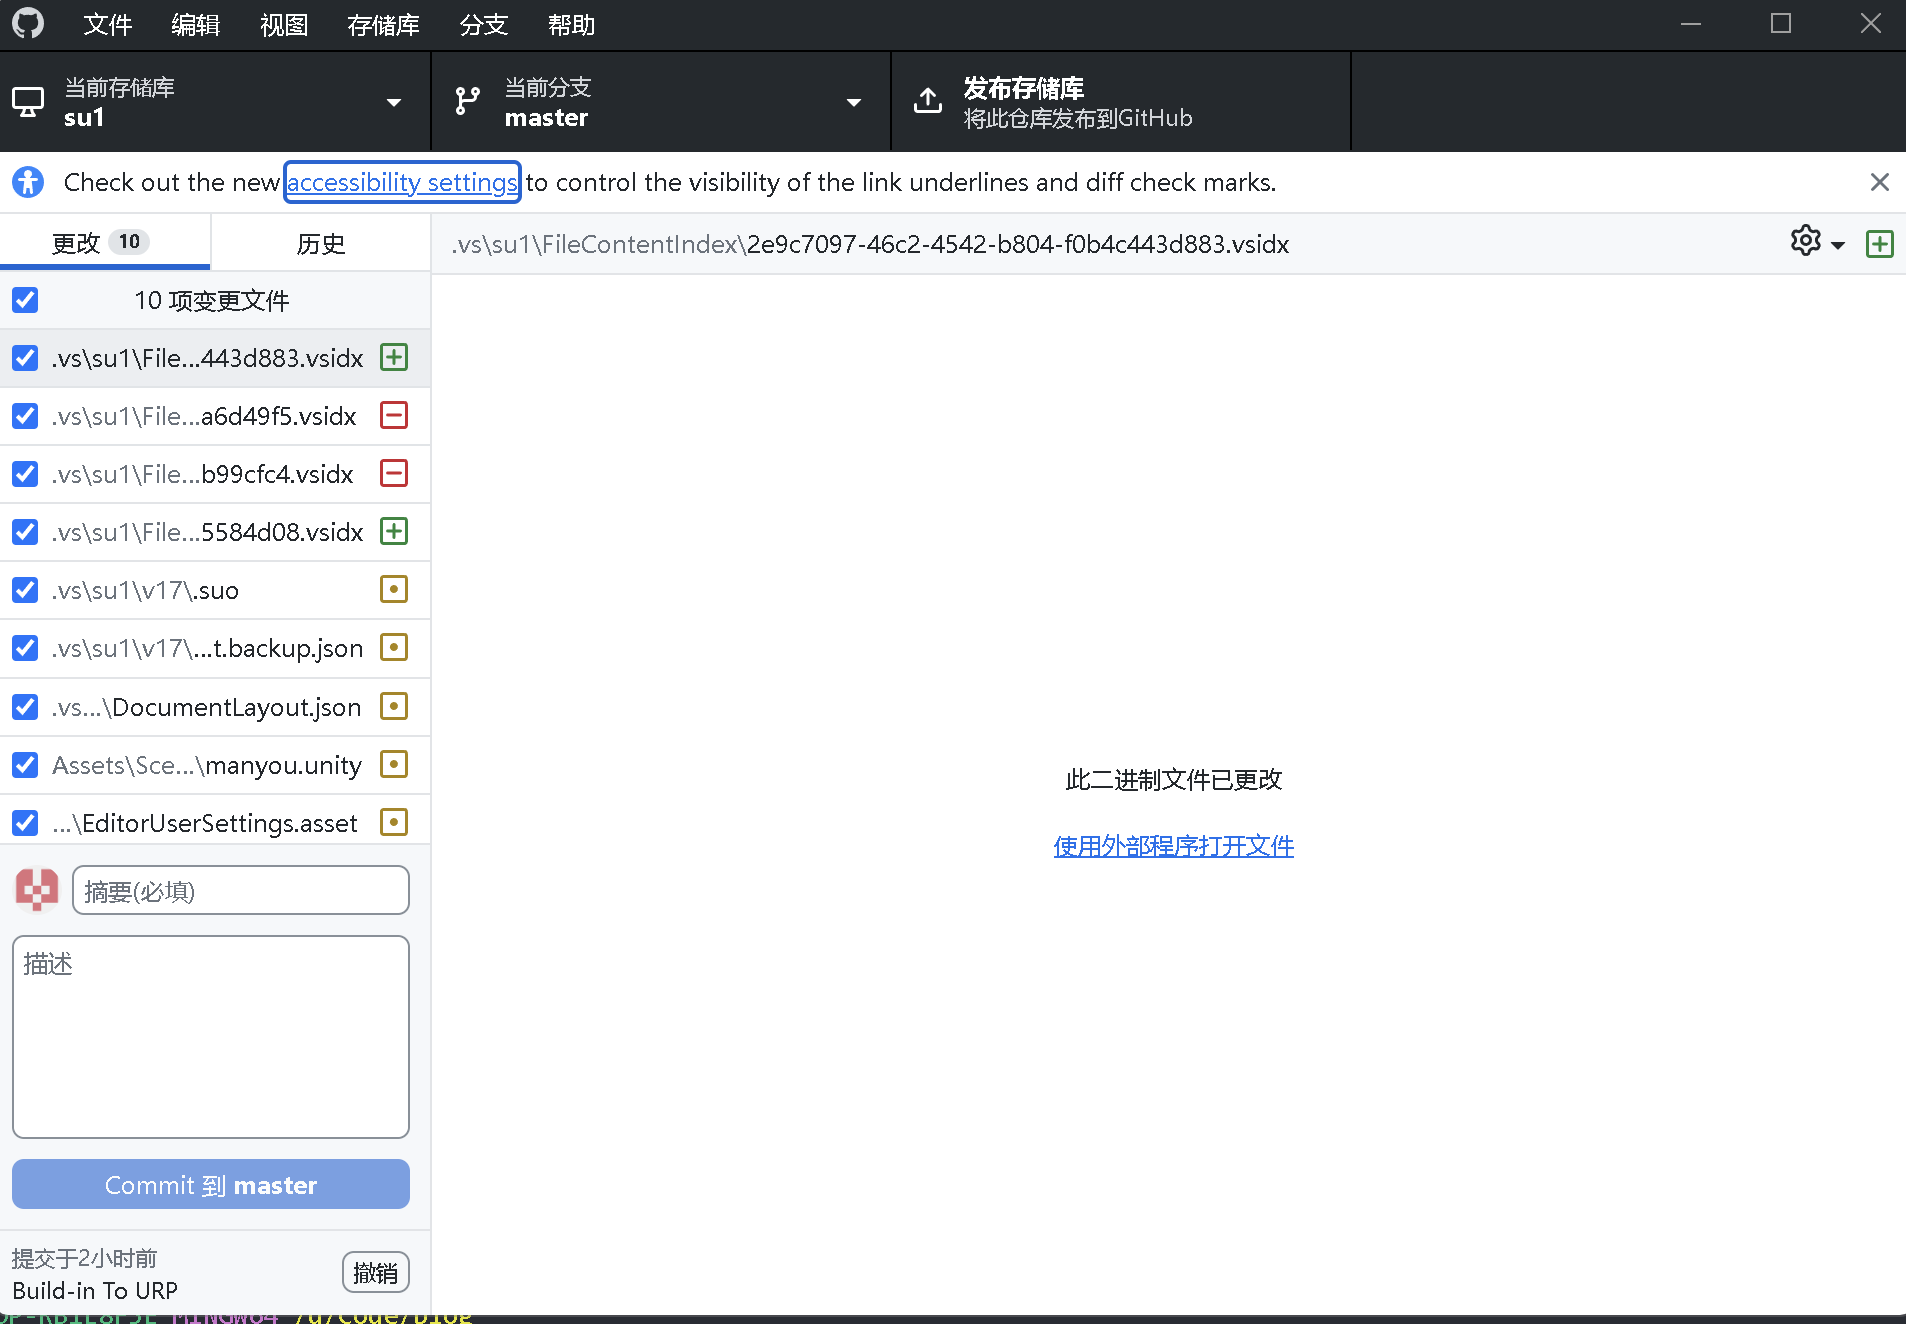 文件 编辑 视图 存储库 分支 帮助
当前存储库
su1
当前分支
master
发布存储库
将此仓库发布到GitHub
Check out the new accessibility settings to control the visibility of the link underlines and diff check marks.
更改 10
历史
.vs\su1\FileContentIndex\2e9c7097-46c2-4542-b804-f0b4c443d883.vsidx
10 项变更文件
.vs\su1\File...443d883.vsidx
.vs\su1\File...a6d49f5.vsidx
.vs\su1\File...b99cfc4.vsidx
.vs\su1\File...5584d08.vsidx
.vs\su1\v17\.suo
.vs\su1\v17\...t.backup.json
.vs...\DocumentLayout.json
Assets\Sce...\manyou.unity
...\EditorUserSettings.asset
此二进制文件已更改
使用外部程序打开文件
摘要(必填)
描述
Commit 到 master
提交于2小时前
Build-in To URP
撤销
MINGW64 /d/code/blog